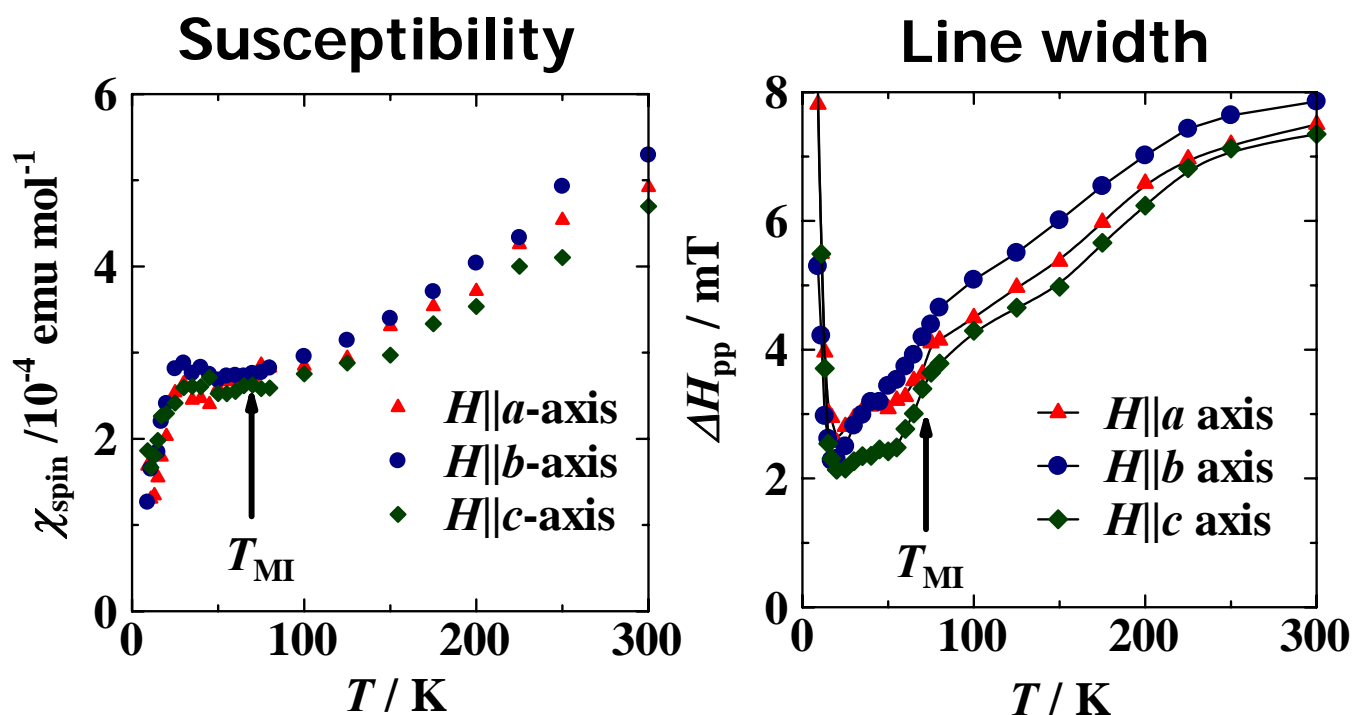 Susceptibility
6
4
2
0
χspin /10-4 emu mol-1
H||a-axis
H||b-axis
H||c-axis
TMI
0 100 200 300
T / K
Line width
8
6
4
2
0
ΔHpp / mT
H||a axis
H||b axis
H||c axis
TMI
0 100 200 300
T / K